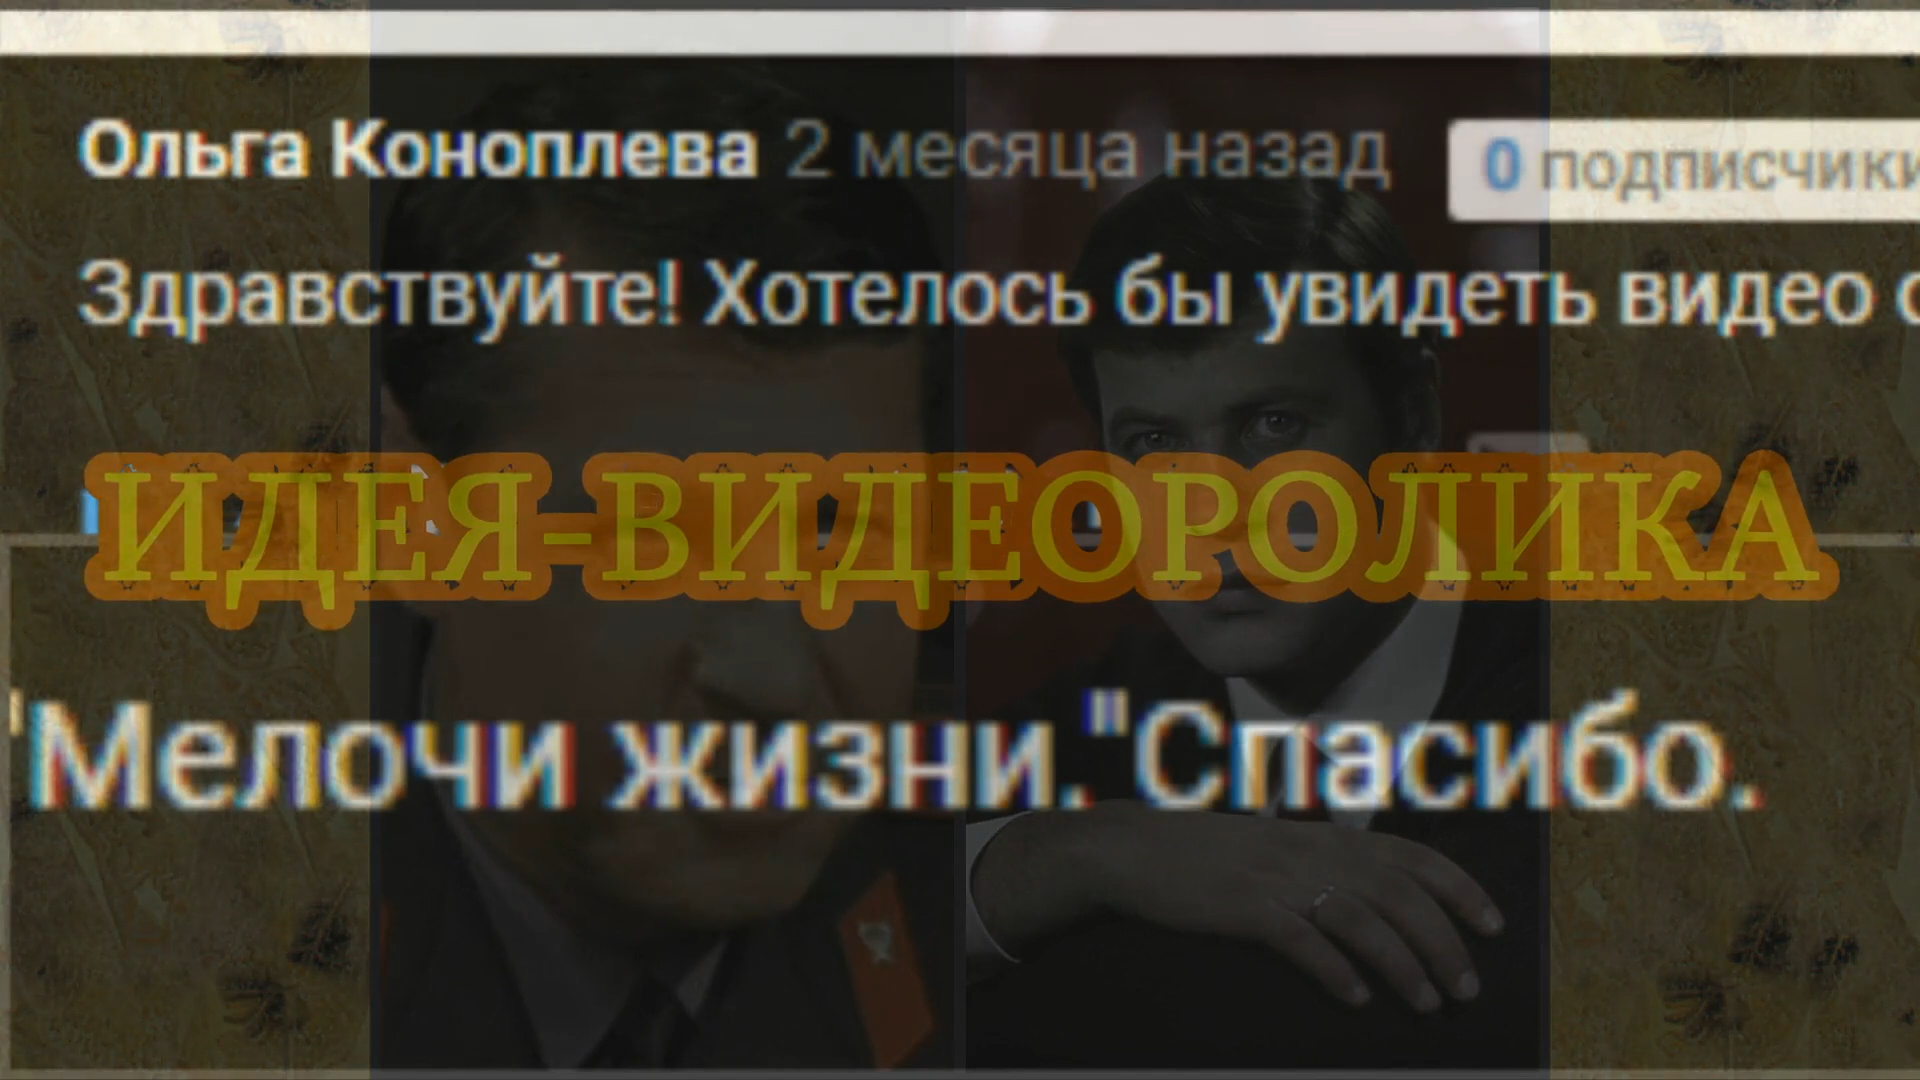 Ольга Коноплева 2 месяца назад 0 подписчики
Здравствуйте! Хотелось бы увидеть видео
ИДЕЯ-ВИДЕОРОЛИКА
"Мелочи жизни."Спасибо.